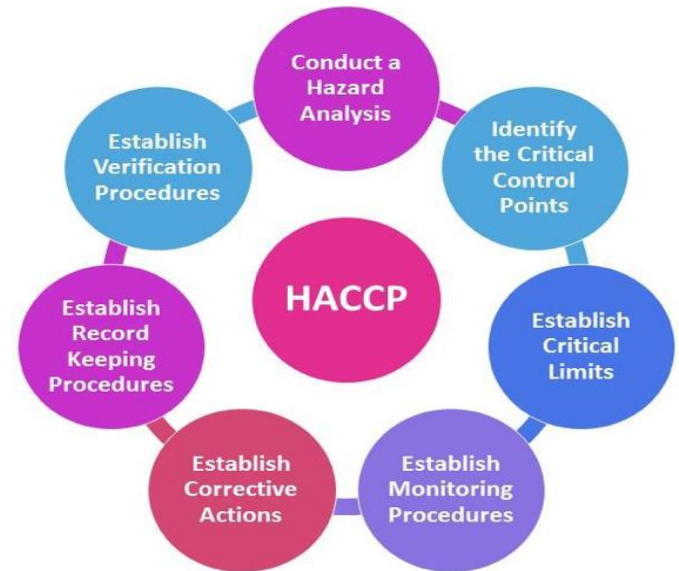 Conduct a
Hazard
Analysis
Identify
the Critical
Control
Points
Establish
Critical
Limits
Establish
Monitoring
Procedures
Establish
Corrective
Actions
Establish
Record
Keeping
Procedures
Establish
Verification
Procedures
HACCP